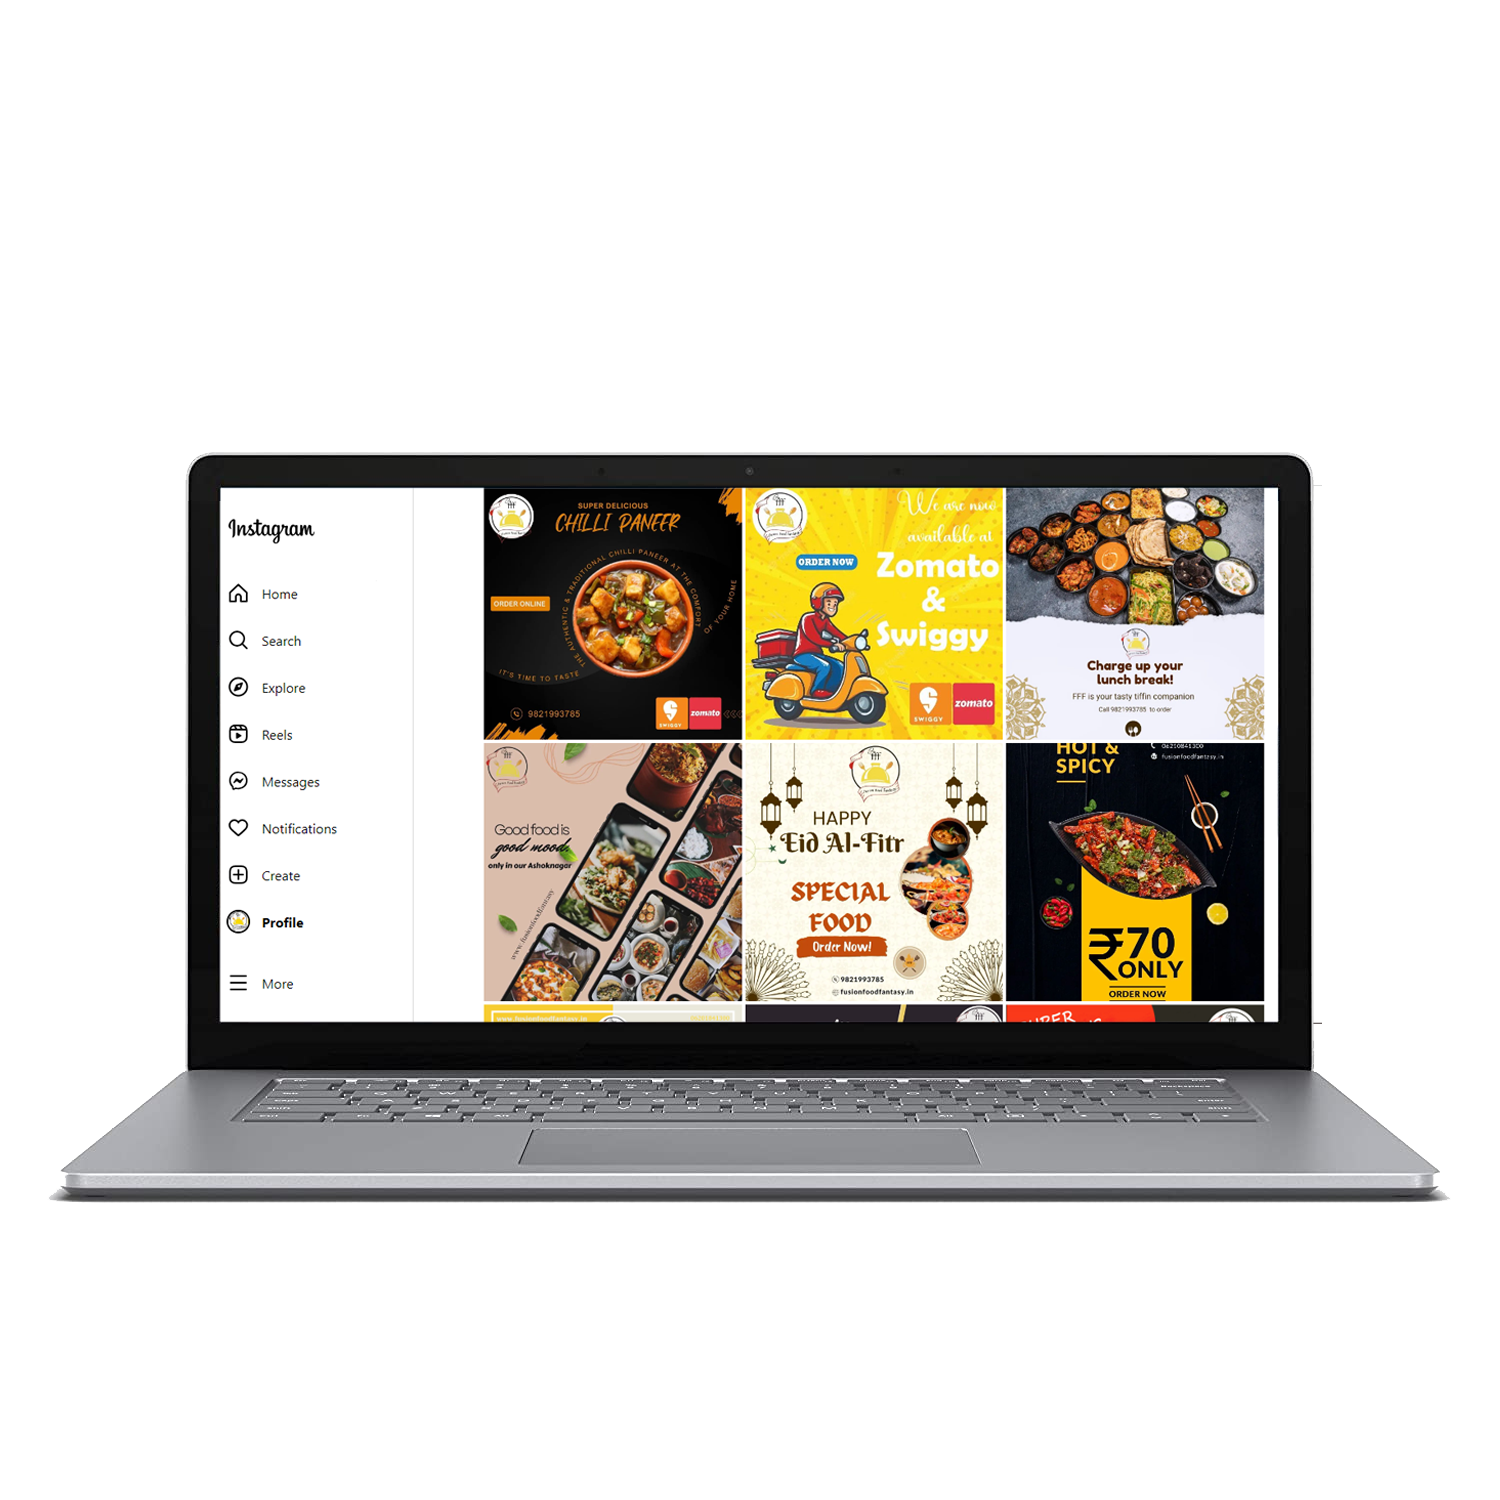 Instagram
Home
Search
Explore
Reels
Messages
Notifications
Create
Profile
More
SUPER DELICIOUS
CHILLI PANEER
THE AUTHENTIC & TRADITIONAL CHILLI PANEER AT THE COMFORT
OF YOUR HOME
ORDER ONLINE
IT'S TIME TO TASTE
9821993785
SWIGGY
zomato
We are now
available at
ORDER NOW
Zomato
&
Swiggy
SWIGGY
zomato
Charge up your
lunch break!
FFF is your tasty tiffin companion
Call 9821993785 to order
Good food is
good mood.
only in our Ashoknagar
www.fusionfoodfantasy
HAPPY
Eid Al-Fitr
SPECIAL
FOOD
Order Now!
9821993785
fusionfoodfantasy.in
HOT &
SPICY
fusionfoodfantasy.in
₹70
ONLY
ORDER NOW
www.fusionfoodfantasy.in
SUPER